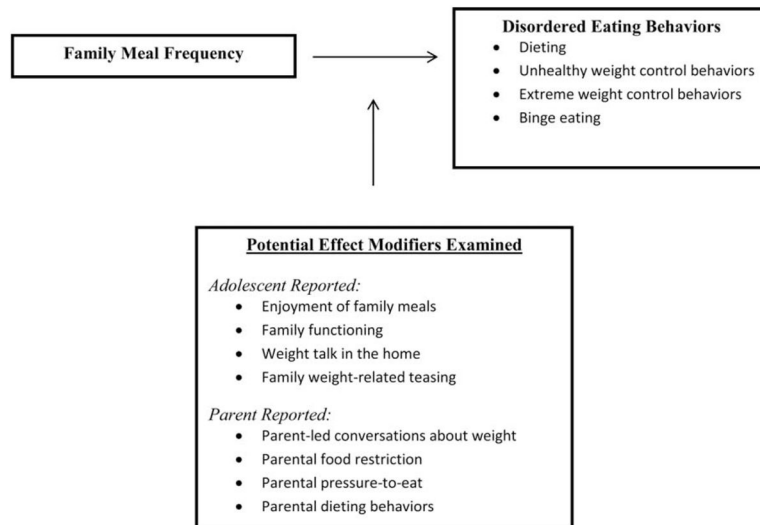 Family Meal Frequency
Disordered Eating Behaviors
• Dieting
• Unhealthy weight control behaviors
• Extreme weight control behaviors
• Binge eating
Potential Effect Modifiers Examined
Adolescent Reported:
• Enjoyment of family meals
• Family functioning
• Weight talk in the home
• Family weight-related teasing
Parent Reported:
• Parent-led conversations about weight
• Parental food restriction
• Parental pressure-to-eat
• Parental dieting behaviors